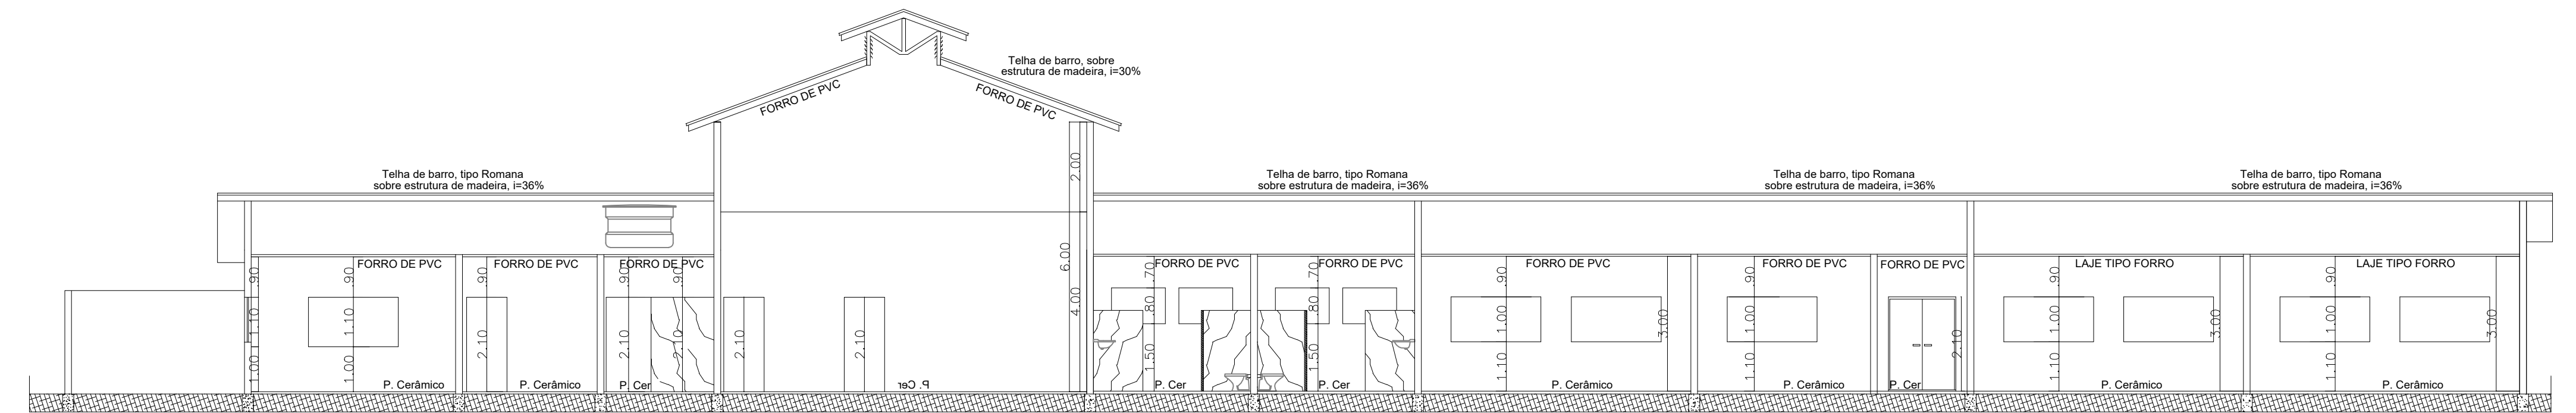 Telha de barro, sobre
estrutura de madeira, i=30%
FORRO DE PVC
FORRO DE PVC
2.00
Telha de barro, tipo Romana
sobre estrutura de madeira, i=36%
Telha de barro, tipo Romana
sobre estrutura de madeira, i=36%
Telha de barro, tipo Romana
sobre estrutura de madeira, i=36%
Telha de barro, tipo Romana
sobre estrutura de madeira, i=36%
6.00
4.00
FORRO DE PVC
FORRO DE PVC
FORRO DE PVC
FORRO DE PVC
FORRO DE PVC
FORRO DE PVC
FORRO DE PVC
FORRO DE PVC
LAJE TIPO FORRO
LAJE TIPO FORRO
.90
.90
.90
.90
.90
.70
.70
.90
.90
.90
.90
1.10
1.10
.80
.80
1.00
1.00
1.00
1.00
1.00
1.00
2.10
2.10
2.10
2.10
2.10
1.50
1.50
1.10
3.00
1.10
2.10
1.10
3.00
1.10
3.00
P. Cerâmico
P. Cerâmico
P. Cer
P. Cer
P. Cer
P. Cer
P. Cerâmico
P. Cerâmico
P. Cer
P. Cerâmico
P. Cerâmico